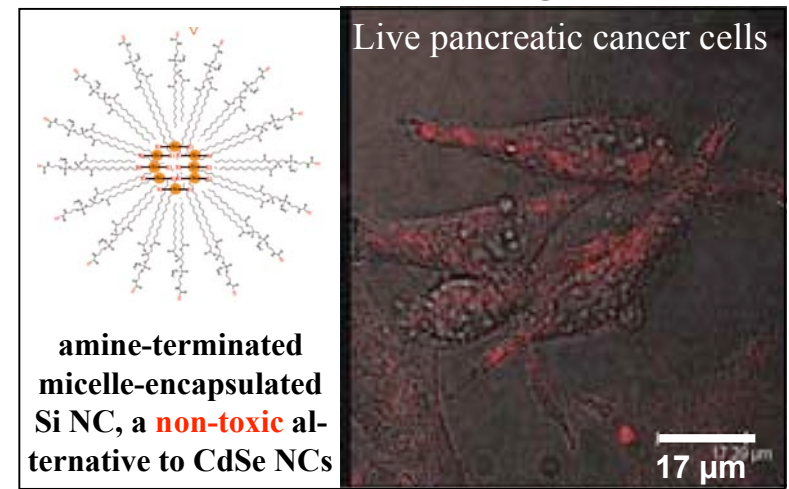 Live pancreatic cancer cells
amine-terminated
micelle-encapsulated
Si NC, a non-toxic al-
ternative to CdSe NCs
17 µm